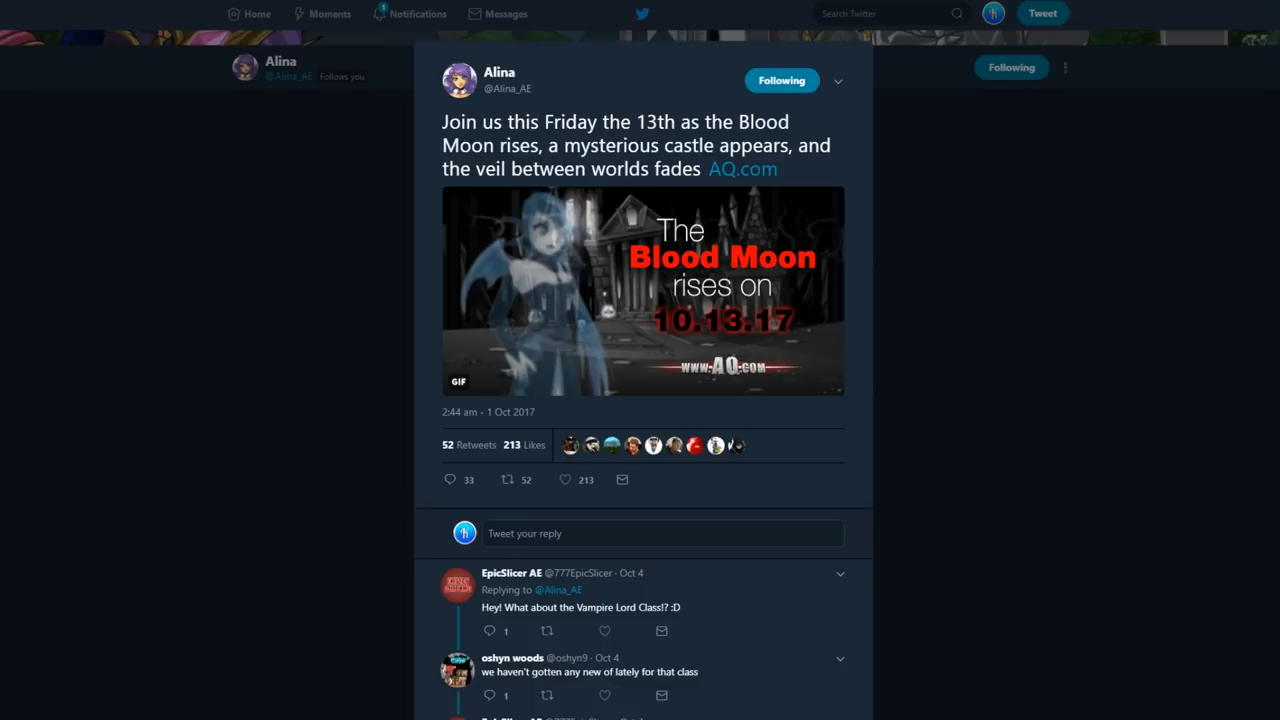 Home
Moments
1
Notifications
Messages
Search Twitter
Tweet
Alina
@Alina_AE Follows you
Following
Alina
@Alina_AE
Following
Join us this Friday the 13th as the Blood
Moon rises, a mysterious castle appears, and
the veil between worlds fades AQ.com
The
Blood Moon
rises on
10.13.17
www.AQ.com
GIF
2:44 am - 1 Oct 2017
52 Retweets 213 Likes
33 52 213
Tweet your reply
EpicSlicer AE @777EpicSlicer · Oct 4
Replying to @Alina_AE
Hey! What about the Vampire Lord Class!? :D
1
oshyn woods @oshyn9 · Oct 4
we haven't gotten any new of lately for that class
1